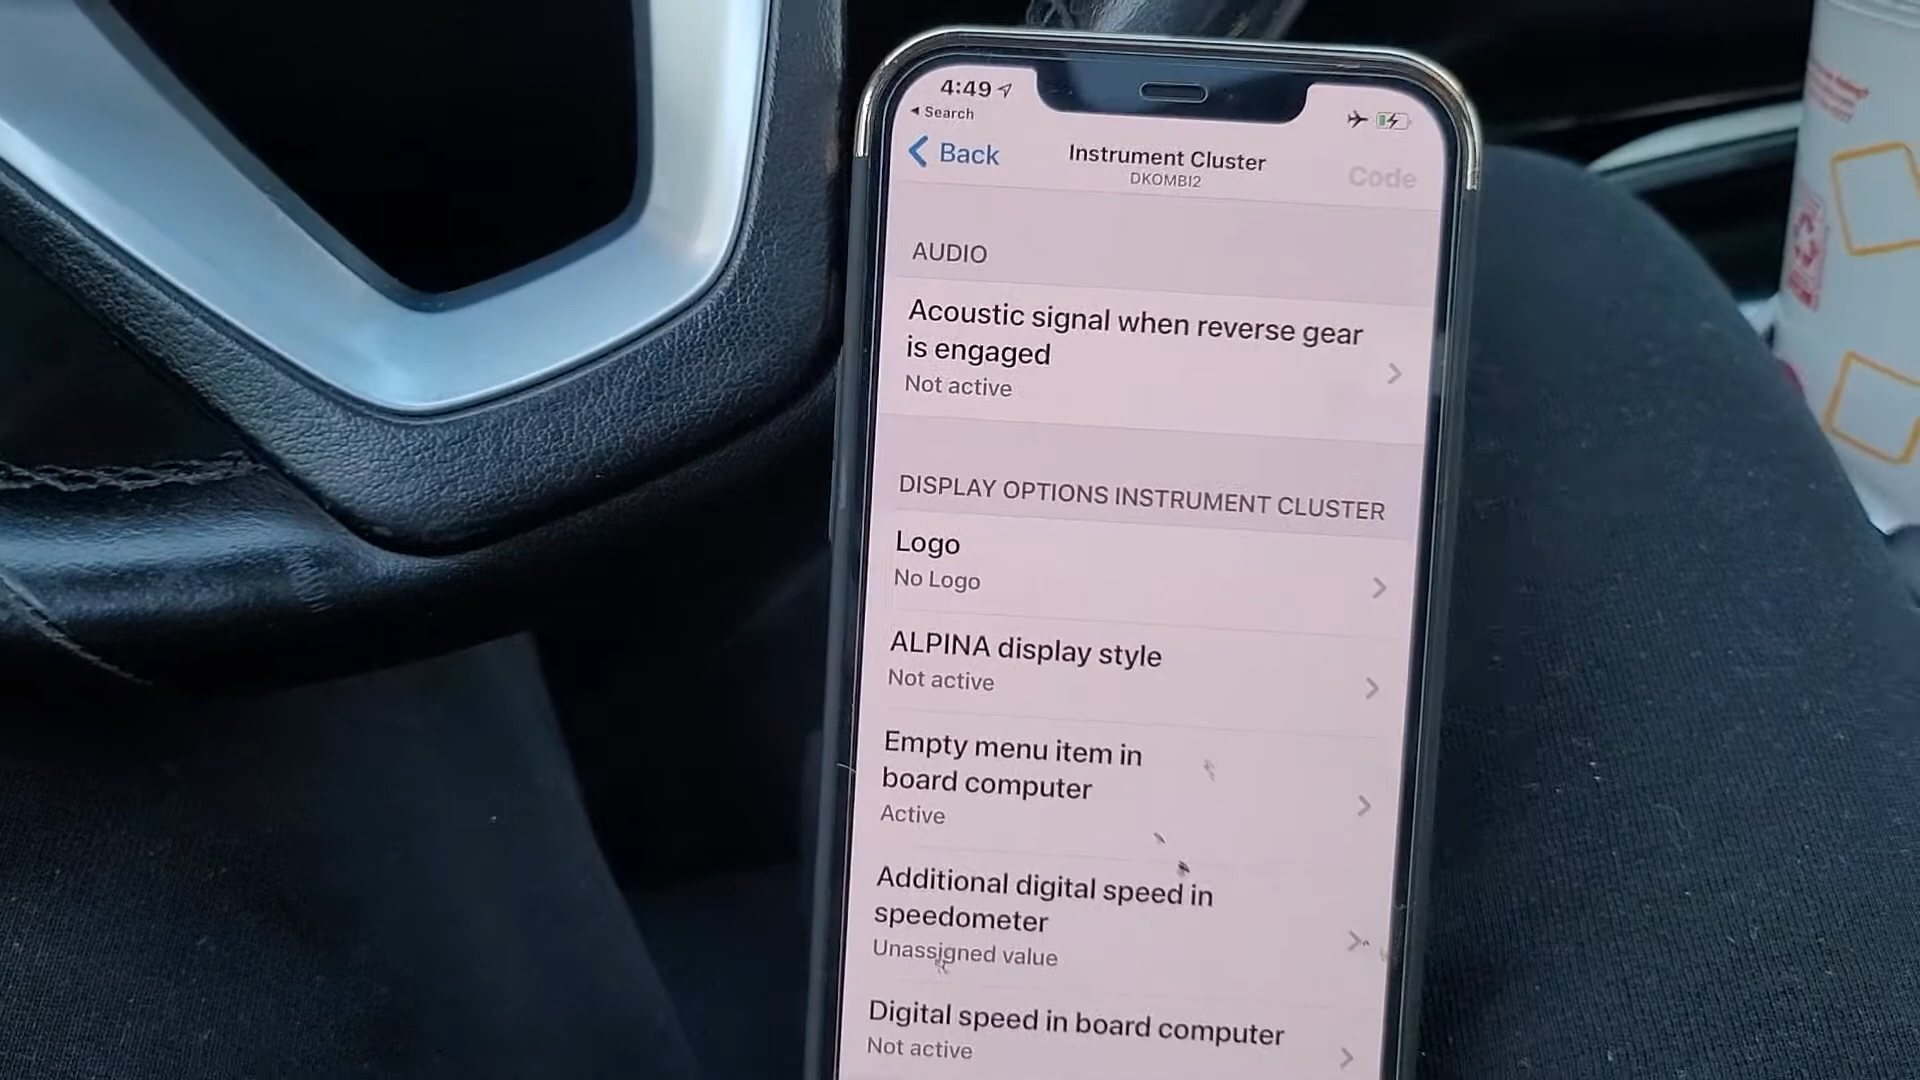 4:49
Search
Back
Instrument Cluster
DKOMBI2
Code
AUDIO
Acoustic signal when reverse gear
is engaged
Not active
DISPLAY OPTIONS INSTRUMENT CLUSTER
Logo
No Logo
ALPINA display style
Not active
Empty menu item in
board computer
Active
Additional digital speed in
speedometer
Unassigned value
Digital speed in board computer
Not active